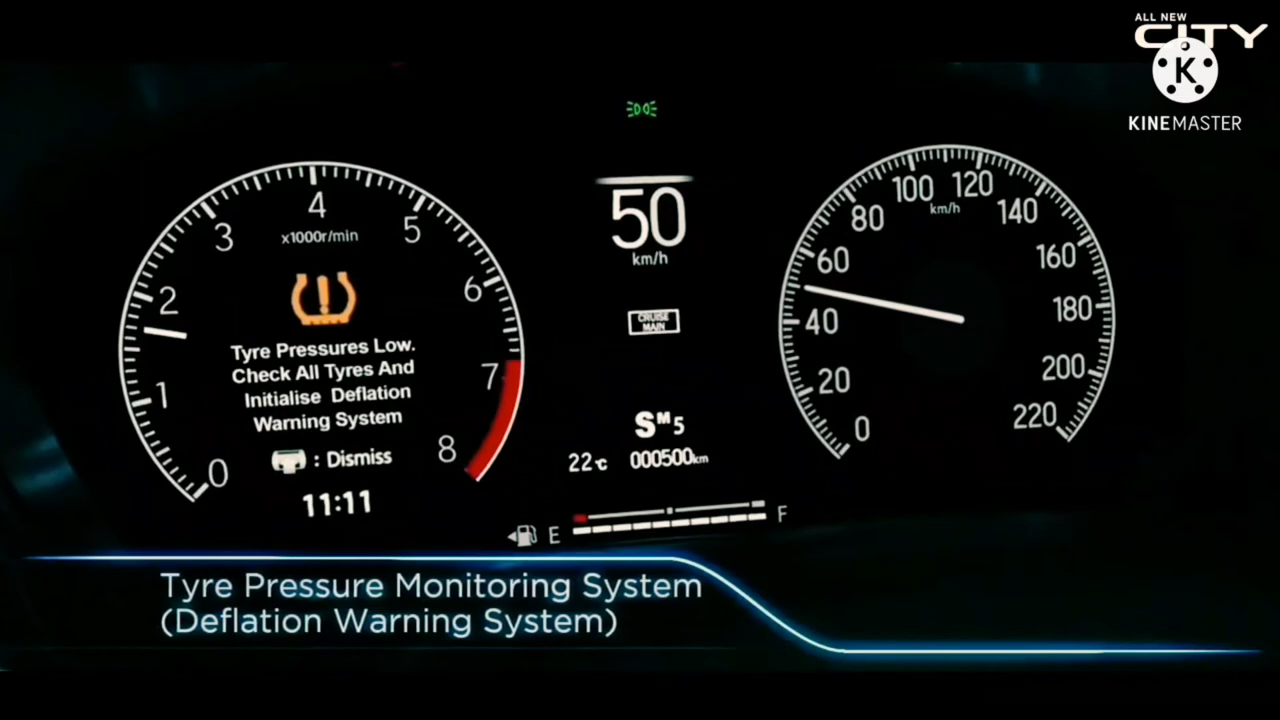 ALL NEW
CITY
K
KINEMASTER
4
3
5
x1000r/min
2
6
Tyre Pressures Low.
Check All Tyres And
Initialise Deflation
Warning System
1
7
: Dismiss
8
0
11:11
50
km/h
CRUISE
MAIN
SM5
22°C 000500km
E
F
100 120
km/h
80
140
60
160
40
180
20
200
0
220
Tyre Pressure Monitoring System
(Deflation Warning System)